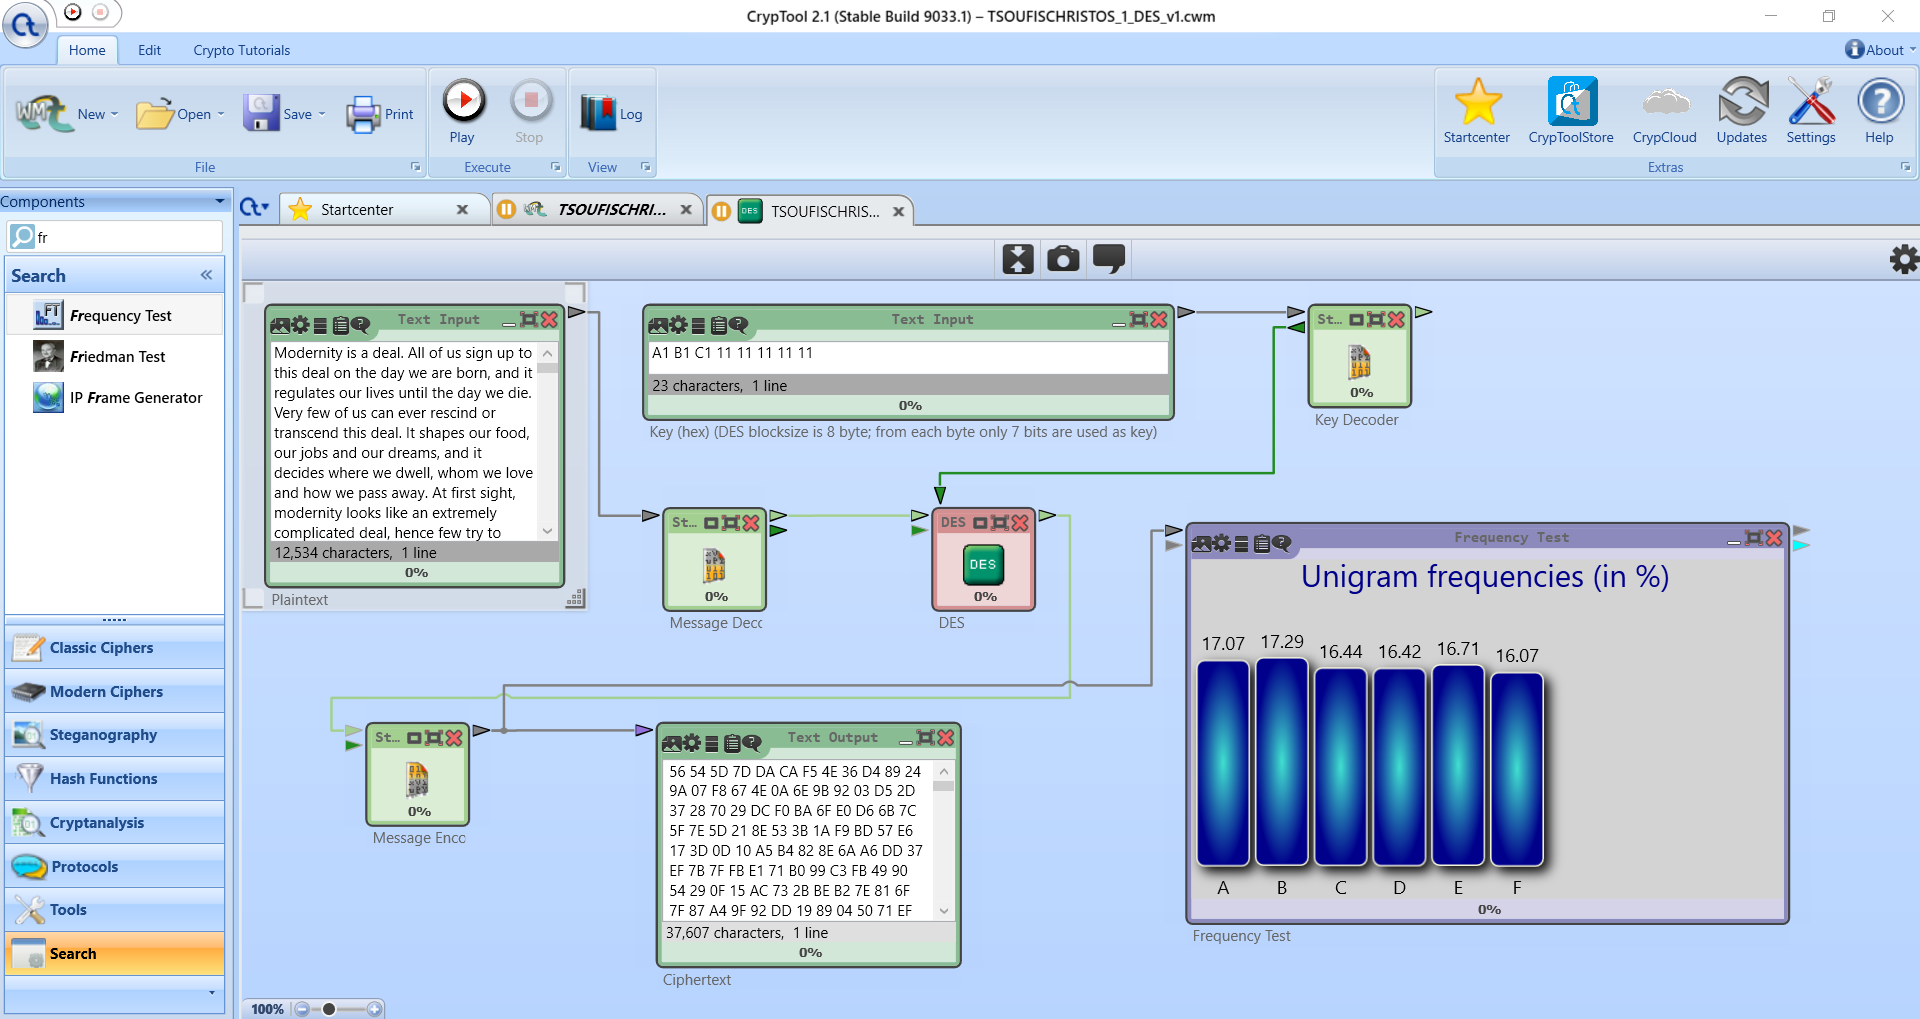 CrypTool 2.1 (Stable Build 9033.1) – TSOUFISCHRISTOS_1_DES_v1.cwm
Home
Edit
Crypto Tutorials
About
New
Open
Save
Print
File
Play
Stop
Execute
Log
View
Startcenter
CrypToolStore
CrypCloud
Updates
Settings
Help
Extras
Components
fr
Search
Frequency Test
Friedman Test
IP Frame Generator
Classic Ciphers
Modern Ciphers
Steganography
Hash Functions
Cryptanalysis
Protocols
Tools
Search
Startcenter
TSOUFISCHRI...
DES
TSOUFISCHRIS...
Text Input
Modernity is a deal. All of us sign up to
this deal on the day we are born, and it
regulates our lives until the day we die.
Very few of us can ever rescind or
transcend this deal. It shapes our food,
our jobs and our dreams, and it
decides where we dwell, whom we love
and how we pass away. At first sight,
modernity looks like an extremely
complicated deal, hence few try to
12,534 characters,  1 line
0%
Plaintext
Text Input
A1 B1 C1 11 11 11 11 11
23 characters,  1 line
0%
Key (hex) (DES blocksize is 8 byte; from each byte only 7 bits are used as key)
St...
0%
Key Decoder
St...
0%
Message Decc
DES
DES
0%
DES
Frequency Test
Unigram frequencies (in %)
17.07
17.29
16.44
16.42
16.71
16.07
A
B
C
D
E
F
0%
Frequency Test
St...
0%
Message Enco
Text Output
56 54 5D 7D DA CA F5 4E 36 D4 89 24
9A 07 F8 67 4E 0A 6E 9B 92 03 D5 2D
37 28 70 29 DC F0 BA 6F E0 D6 6B 7C
5F 7E 5D 21 8E 53 3B 1A F9 BD 57 E6
17 3D 0D 10 A5 B4 82 8E 6A A6 DD 37
EF 7B 7F FB E1 71 B0 99 C3 FB 49 90
54 29 0F 15 AC 73 2B BE B2 7E 81 6F
7F 87 A4 9F 92 DD 19 89 04 50 71 EF
37,607 characters,  1 line
0%
Ciphertext
100%